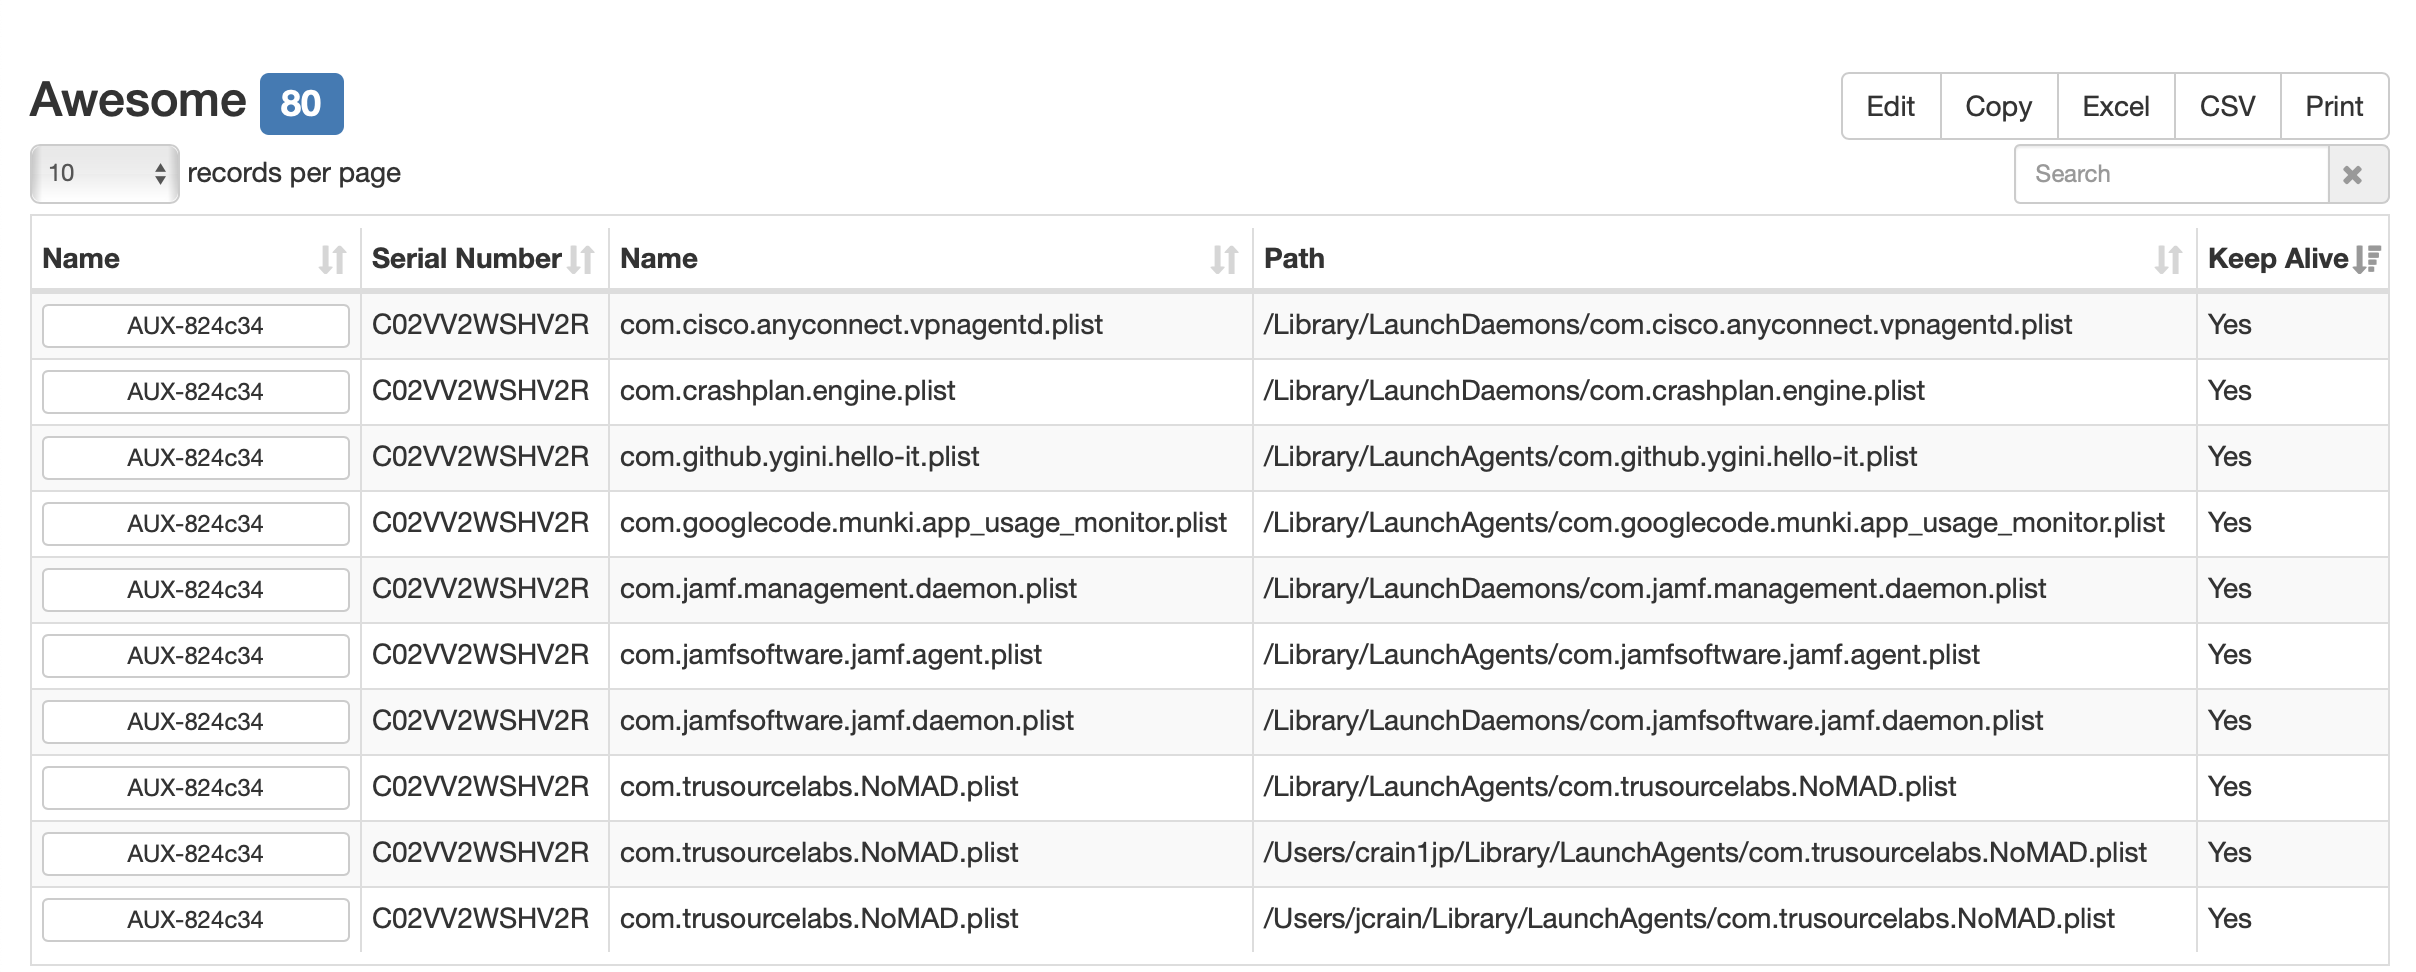 Awesome 80
Edit Copy Excel CSV Print
10 records per page
Search
Name Serial Number Name Path Keep Alive
AUX-824c34 C02VV2WSHV2R com.cisco.anyconnect.vpnagentd.plist /Library/LaunchDaemons/com.cisco.anyconnect.vpnagentd.plist Yes
AUX-824c34 C02VV2WSHV2R com.crashplan.engine.plist /Library/LaunchDaemons/com.crashplan.engine.plist Yes
AUX-824c34 C02VV2WSHV2R com.github.ygini.hello-it.plist /Library/LaunchAgents/com.github.ygini.hello-it.plist Yes
AUX-824c34 C02VV2WSHV2R com.googlecode.munki.app_usage_monitor.plist /Library/LaunchAgents/com.googlecode.munki.app_usage_monitor.plist Yes
AUX-824c34 C02VV2WSHV2R com.jamf.management.daemon.plist /Library/LaunchDaemons/com.jamf.management.daemon.plist Yes
AUX-824c34 C02VV2WSHV2R com.jamfsoftware.jamf.agent.plist /Library/LaunchAgents/com.jamfsoftware.jamf.agent.plist Yes
AUX-824c34 C02VV2WSHV2R com.jamfsoftware.jamf.daemon.plist /Library/LaunchDaemons/com.jamfsoftware.jamf.daemon.plist Yes
AUX-824c34 C02VV2WSHV2R com.trusourcelabs.NoMAD.plist /Library/LaunchAgents/com.trusourcelabs.NoMAD.plist Yes
AUX-824c34 C02VV2WSHV2R com.trusourcelabs.NoMAD.plist /Users/crain1jp/Library/LaunchAgents/com.trusourcelabs.NoMAD.plist Yes
AUX-824c34 C02VV2WSHV2R com.trusourcelabs.NoMAD.plist /Users/jcrain/Library/LaunchAgents/com.trusourcelabs.NoMAD.plist Yes